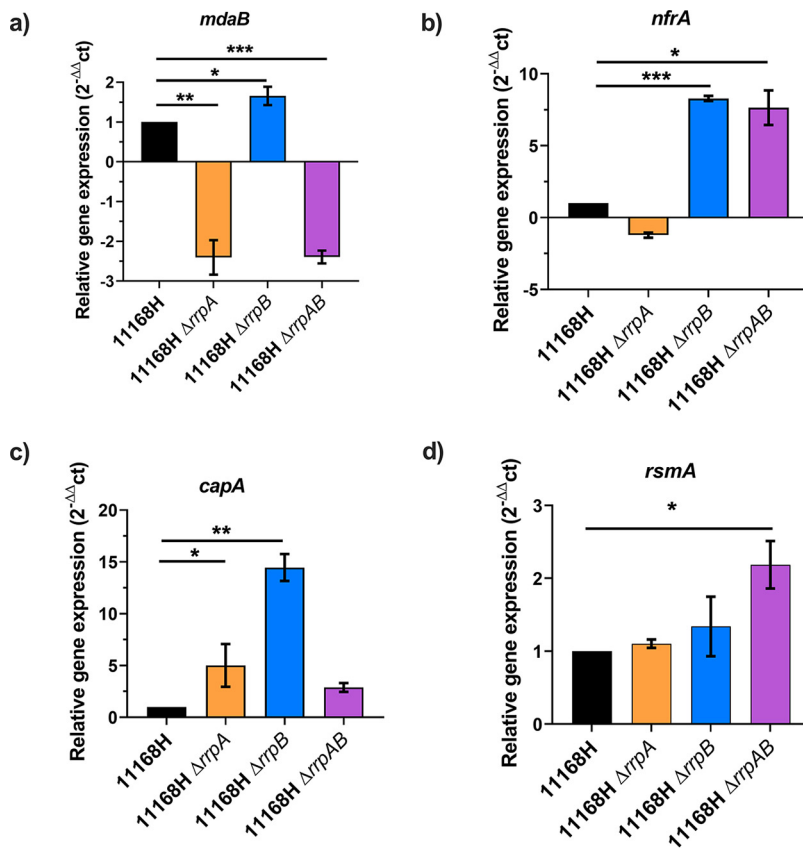 a)
mdaB
Relative gene expression (2-ΔΔct)
***
*
**
2
1
0
-1
-2
-3
11168H
11168H ΔrrpA
11168H ΔrrpB
11168H ΔrrpAB
b)
nfrA
Relative gene expression (2-ΔΔct)
*
***
10
5
0
-5
11168H
11168H ΔrrpA
11168H ΔrrpB
11168H ΔrrpAB
c)
capA
Relative gene expression (2-ΔΔct)
**
*
20
15
10
5
0
11168H
11168H ΔrrpA
11168H ΔrrpB
11168H ΔrrpAB
d)
rsmA
Relative gene expression (2-ΔΔct)
*
3
2
1
0
11168H
11168H ΔrrpA
11168H ΔrrpB
11168H ΔrrpAB